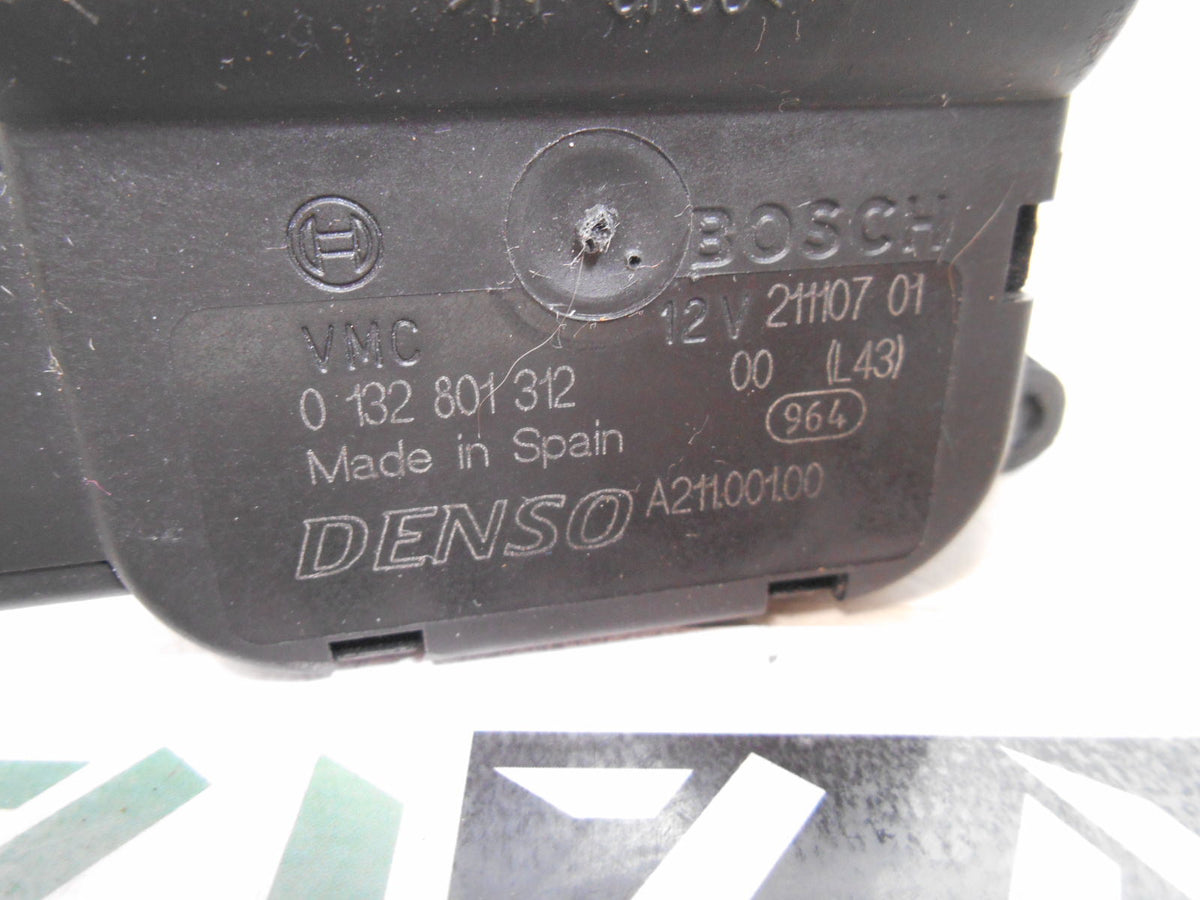 BOSCH
VMC 12 V 211107 01
0 132 801 312 00 (L43)
Made in Spain 964
DENSO A211.001.00